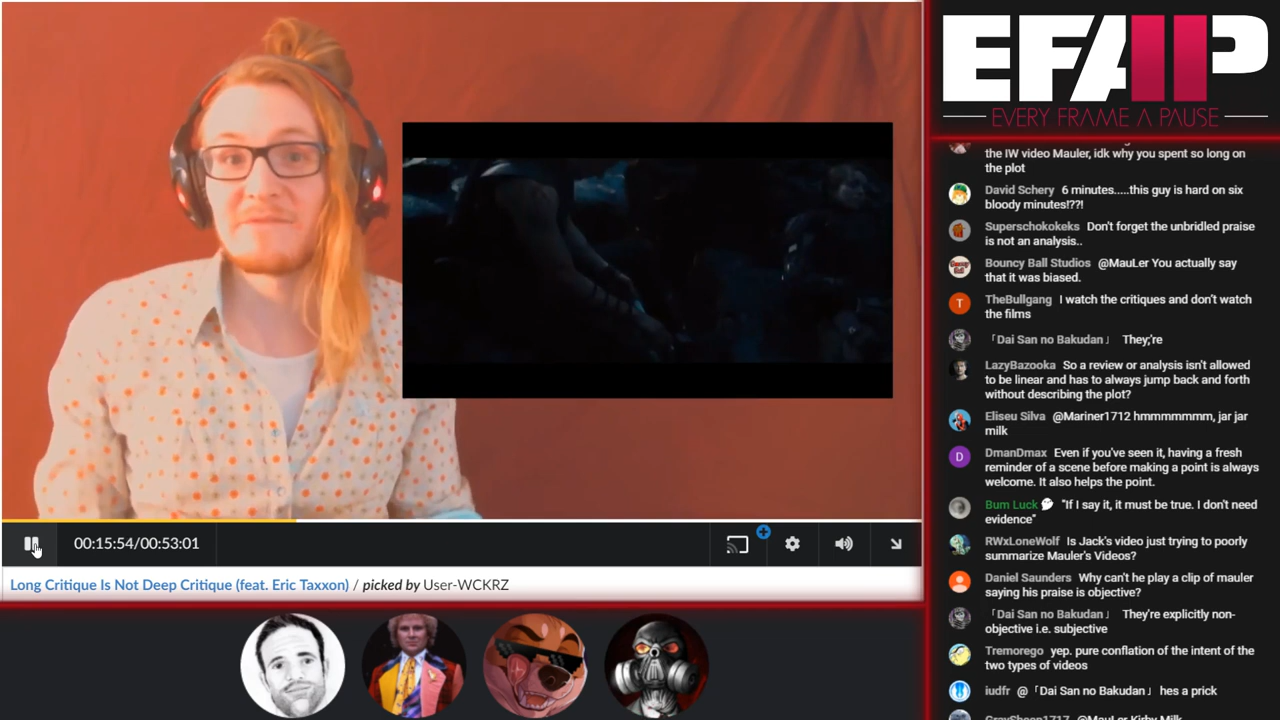 EFAP
EVERY FRAME A PAUSE
the IW video Mauler, idk why you spent so long on
the plot
David Schery 6 minutes.....this guy is hard on six
bloody minutes!??!
Superschokokeks Don't forget the unbridled praise
is not an analysis..
Bouncy Ball Studios @MauLer You actually say
that it was biased.
T TheBullgang I watch the critiques and don't watch
the films
「Dai San no Bakudan」 They;'re
LazyBazooka So a review or analysis isn't allowed
to be linear and has to always jump back and forth
without describing the plot?
Eliseu Silva @Mariner1712 hmmmmmmm, jar jar
milk
D DmanDmax Even if you've seen it, having a fresh
reminder of a scene before making a point is always
welcome. It also helps the point.
Bum Luck "If I say it, it must be true. I don't need
evidence"
RWxLoneWolf Is Jack's video just trying to poorly
summarize Mauler's Videos?
Daniel Saunders Why can't he play a clip of mauler
saying his praise is objective?
「Dai San no Bakudan」 They're explicitly non-
objective i.e. subjective
Tremorego yep. pure conflation of the intent of the
two types of videos
iudfr @「Dai San no Bakudan」 hes a prick
GraySheep1717 @MauLer Kirby Milk
00:15:54/00:53:01
Long Critique Is Not Deep Critique (feat. Eric Taxxon) / picked by User-WCKRZ